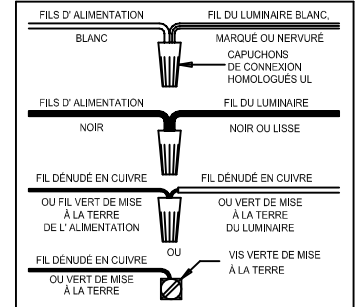 FILS D' ALIMENTATION
FIL DU LUMINAIRE BLANC,
BLANC
MARQUÉ OU NERVURÉ
CAPUCHONS
DE CONNEXION
HOMOLOGUÉS UL
FILS D' ALIMENTATION
FIL DU LUMINAIRE
NOIR
NOIR OU LISSE
FIL DÉNUDÉ EN CUIVRE
FIL DÉNUDÉ EN CUIVRE
OU FIL VERT DE MISE
À LA TERRE
DE L' ALIMENTATION
OU VERT DE MISE
À LA TERRE
DU LUMINAIRE
OU
FIL DÉNUDÉ EN CUIVRE
OU VERT DE MISE
À LA TERRE
VIS VERTE DE MISE
À LA TERRE